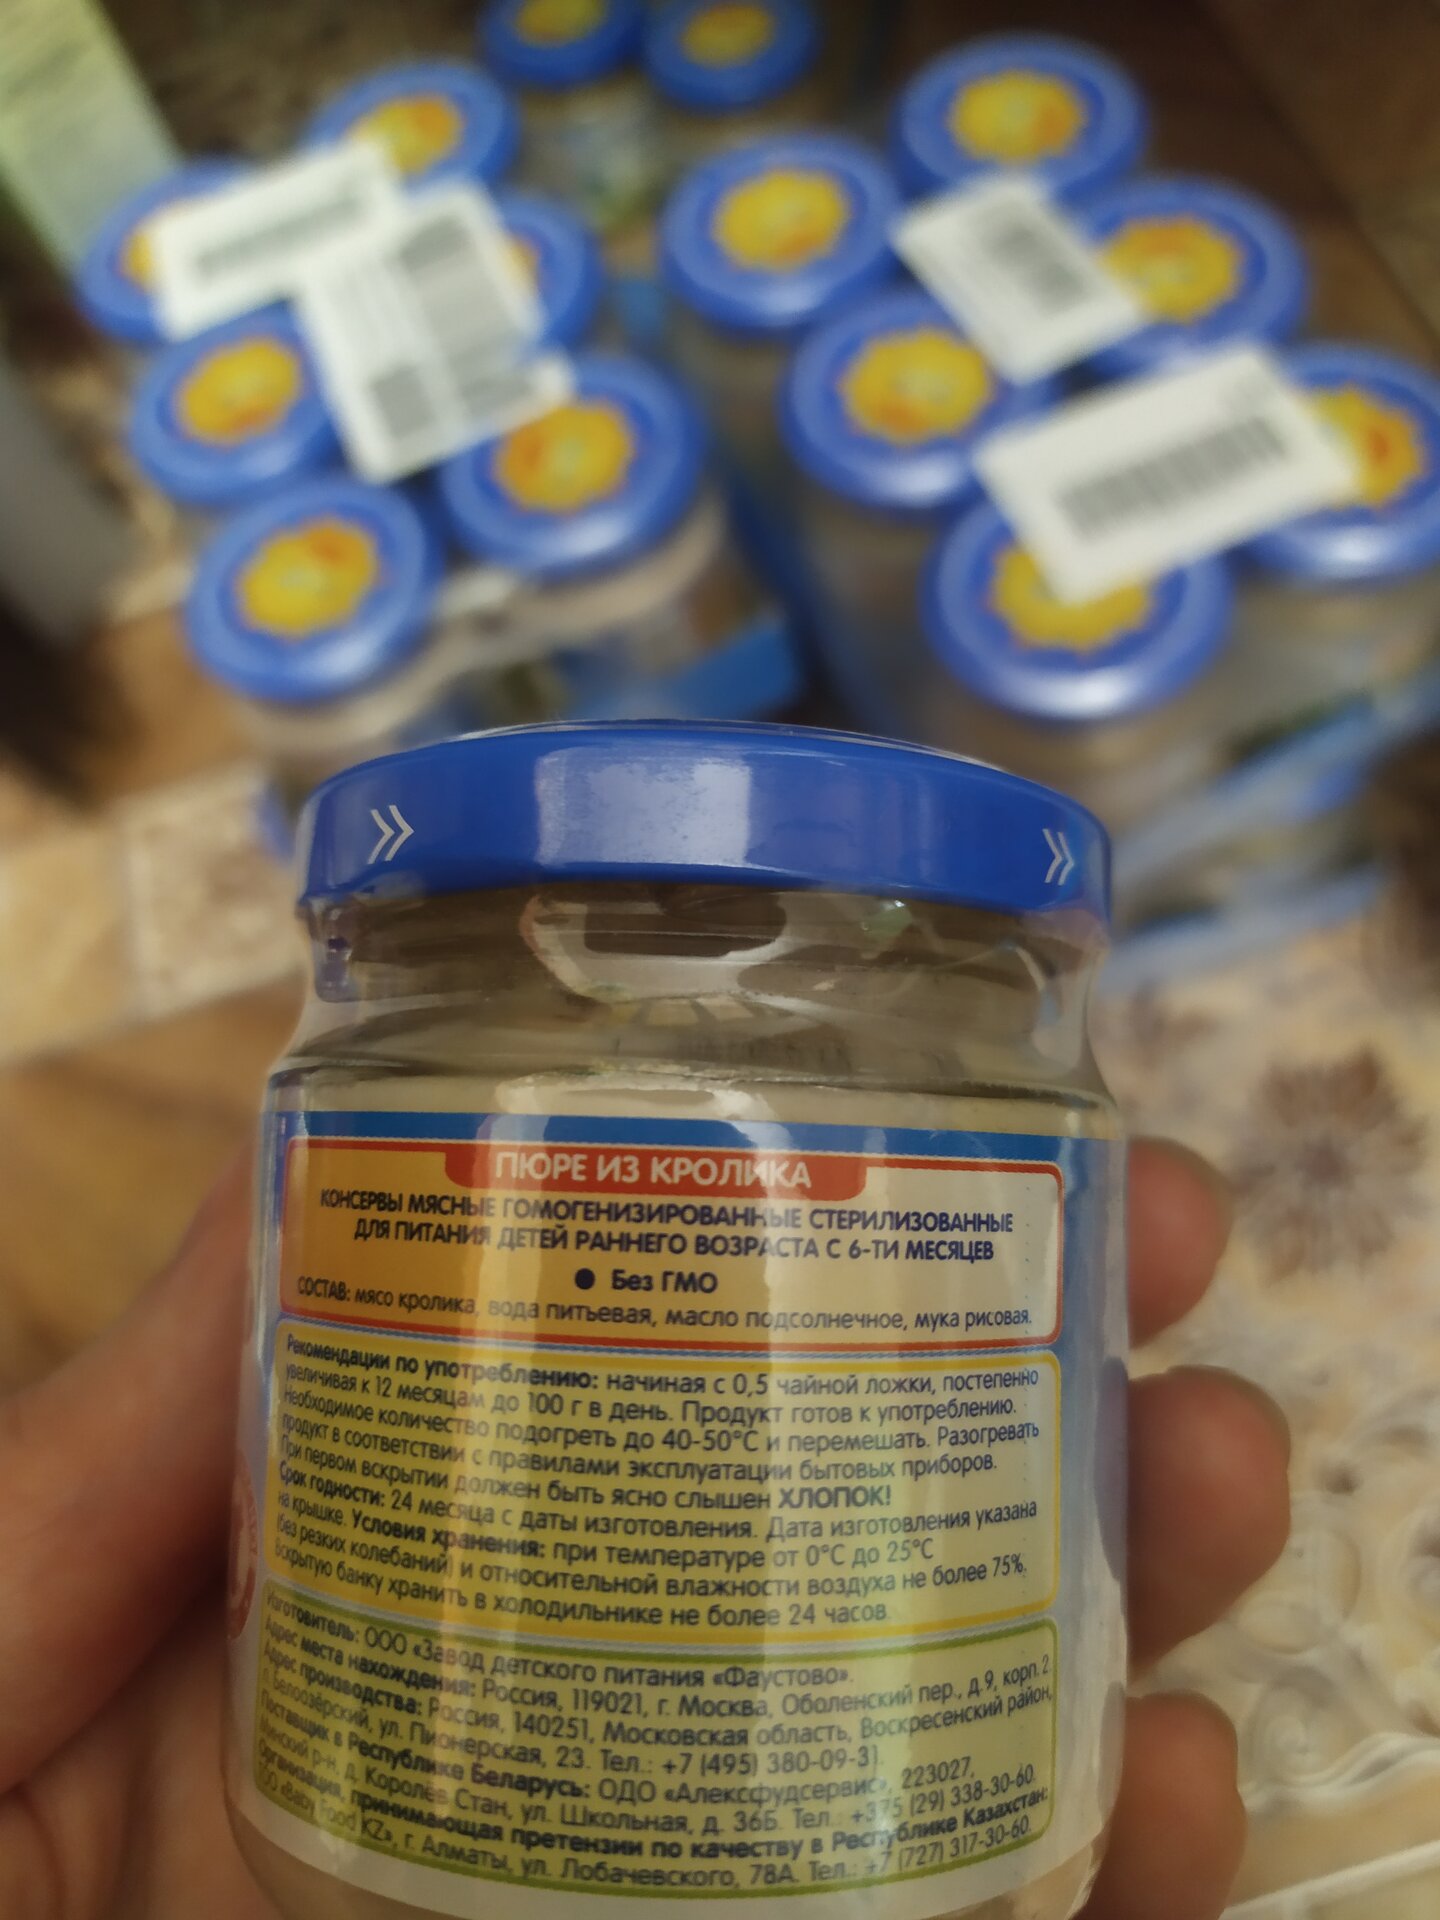 ПЮРЕ ИЗ КРОЛИКА
КОНСЕРВЫ МЯСНЫЕ ГОМОГЕНИЗИРОВАННЫЕ СТЕРИЛИЗОВАННЫЕ
ДЛЯ ПИТАНИЯ ДЕТЕЙ РАННЕГО ВОЗРАСТА С 6-ТИ МЕСЯЦЕВ
● Без ГМО
СОСТАВ: мясо кролика, вода питьевая, масло подсолнечное, мука рисовая.
Рекомендации по употреблению: начиная с 0,5 чайной ложки, постепенно
увеличивая к 12 месяцам до 100 г в день. Продукт готов к употреблению.
Необходимое количество подогреть до 40-50°С и перемешать. Разогревать
продукт в соответствии с правилами эксплуатации бытовых приборов.
При первом вскрытии должен быть ясно слышен ХЛОПОК!
Срок годности: 24 месяца с даты изготовления. Дата изготовления указана
на крышке. Условия хранения: при температуре от 0°С до 25°С
(без резких колебаний) и относительной влажности воздуха не более 75%.
Вскрытую банку хранить в холодильнике не более 24 часов.
Изготовитель: ООО «Завод детского питания «Фаустово».
Адрес места нахождения: Россия, 119021, г. Москва, Оболенский пер., д.9, корп. 2.
Адрес производства: Россия, 140251, Московская область, Воскресенский район,
п. Белоозёрский, ул. Пионерская, 23. Тел.: +7 (495) 380-09-31.
Поставщик в Республике Беларусь: ОДО «Алексфудсервис», 223027,
Минский р-н, д. Королёв Стан, ул. Школьная, д. 36Б. Тел.: +375 (29) 338-30-60.
Организация, принимающая претензии по качеству в Республике Казахстан:
ТОО «Baby Food KZ», г. Алматы, ул. Лобачевского, 78А. Тел.: +7 (727) 317-30-60.